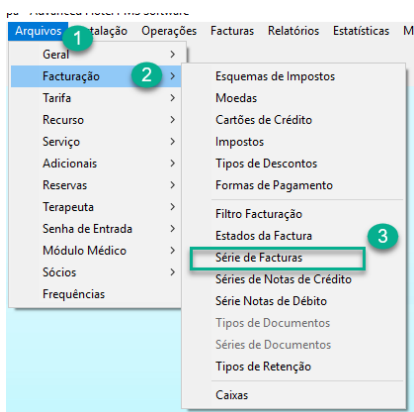 Advanced Hotel PMS Software
Arquivos 1 Instalação Operações Facturas Relatórios Estatísticas M
Geral
Facturação 2
Tarifa
Recurso
Serviço
Adicionais
Reservas
Terapeuta
Senha de Entrada
Módulo Médico
Sócios
Frequências
Esquemas de Impostos
Moedas
Cartões de Crédito
Impostos
Tipos de Descontos
Formas de Pagamento
Filtro Facturação
Estados da Factura
3
Série de Facturas
Séries de Notas de Crédito
Série Notas de Débito
Tipos de Documentos
Séries de Documentos
Tipos de Retenção
Caixas